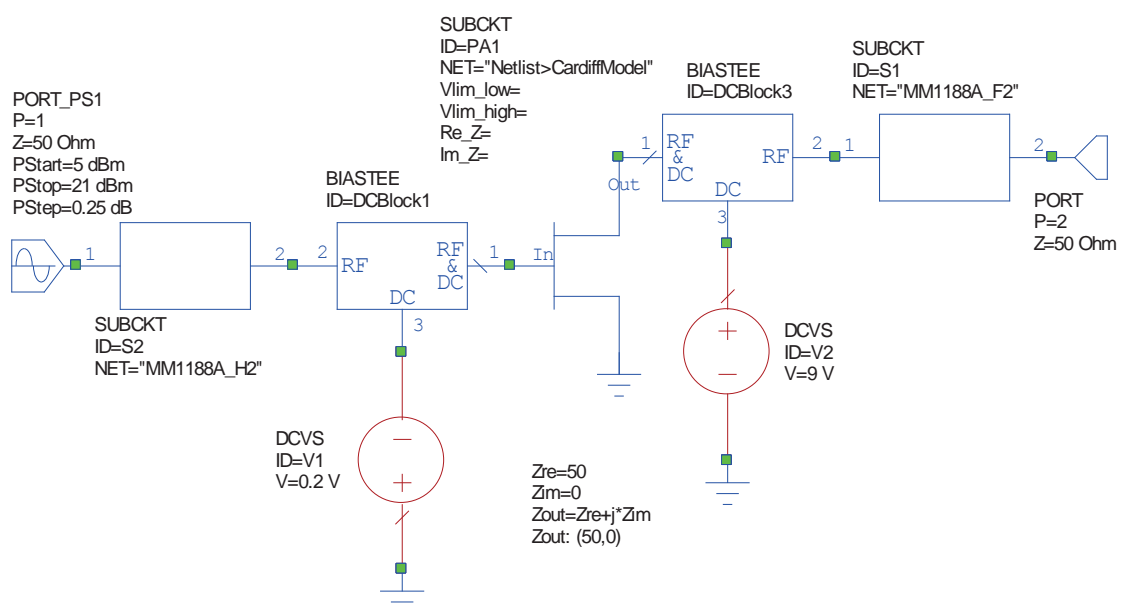 SUBCKT
ID=PA1
NET="Netlist>CardiffModel"
Vlim_low=
Vlim_high=
Re_Z=
Im_Z=
SUBCKT
ID=S1
NET="MM1188A_F2"
BIASTEE
ID=DCBlock3
PORT_PS1
P=1
Z=50 Ohm
PStart=5 dBm
PStop=21 dBm
PStep=0.25 dB
1
RF
&
DC
RF
2
1
2
DC
3
Out
PORT
P=2
Z=50 Ohm
BIASTEE
ID=DCBlock1
1
2
2
RF
RF
&
DC
1
In
DC
3
SUBCKT
ID=S2
NET="MM1188A_H2"
+
−
DCVS
ID=V2
V=9 V
DCVS
ID=V1
V=0.2 V
−
+
Zre=50
Zim=0
Zout=Zre+j*Zim
Zout: (50,0)